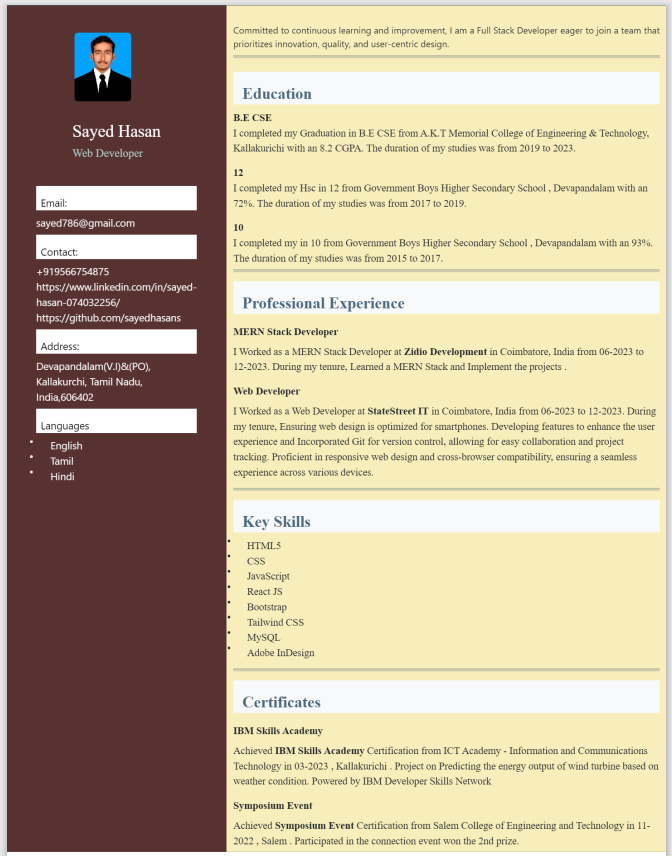 Sayed Hasan
Web Developer
Email:
sayed786@gmail.com
Contact:
+919566754875
https://www.linkedin.com/in/sayed-
hasan-074032256/
https://github.com/sayedhasans
Address:
Devapandalam(V.I)&(PO),
Kallakurchi, Tamil Nadu,
India,606402
Languages
English
Tamil
Hindi
Committed to continuous learning and improvement, I am a Full Stack Developer eager to join a team that
prioritizes innovation, quality, and user-centric design.
Education
B.E CSE
I completed my Graduation in B.E CSE from A.K.T Memorial College of Engineering & Technology,
Kallakurichi with an 8.2 CGPA. The duration of my studies was from 2019 to 2023.
12
I completed my Hsc in 12 from Government Boys Higher Secondary School , Devapandalam with an
72%. The duration of my studies was from 2017 to 2019.
10
I completed my in 10 from Government Boys Higher Secondary School , Devapandalam with an 93%.
The duration of my studies was from 2015 to 2017.
Professional Experience
MERN Stack Developer
I Worked as a MERN Stack Developer at Zidio Development in Coimbatore, India from 06-2023 to
12-2023. During my tenure, Learned a MERN Stack and Implement the projects .
Web Developer
I Worked as a Web Developer at StateStreet IT in Coimbatore, India from 06-2023 to 12-2023. During
my tenure, Ensuring web design is optimized for smartphones. Developing features to enhance the user
experience and Incorporated Git for version control, allowing for easy collaboration and project
tracking. Proficient in responsive web design and cross-browser compatibility, ensuring a seamless
experience across various devices.
Key Skills
HTML5
CSS
JavaScript
React JS
Bootstrap
Tailwind CSS
MySQL
Adobe InDesign
Certificates
IBM Skills Academy
Achieved IBM Skills Academy Certification from ICT Academy - Information and Communications
Technology in 03-2023 , Kallakurichi . Project on Predicting the energy output of wind turbine based on
weather condition. Powered by IBM Developer Skills Network
Symposium Event
Achieved Symposium Event Certification from Salem College of Engineering and Technology in 11-
2022 , Salem . Participated in the connection event won the 2nd prize.